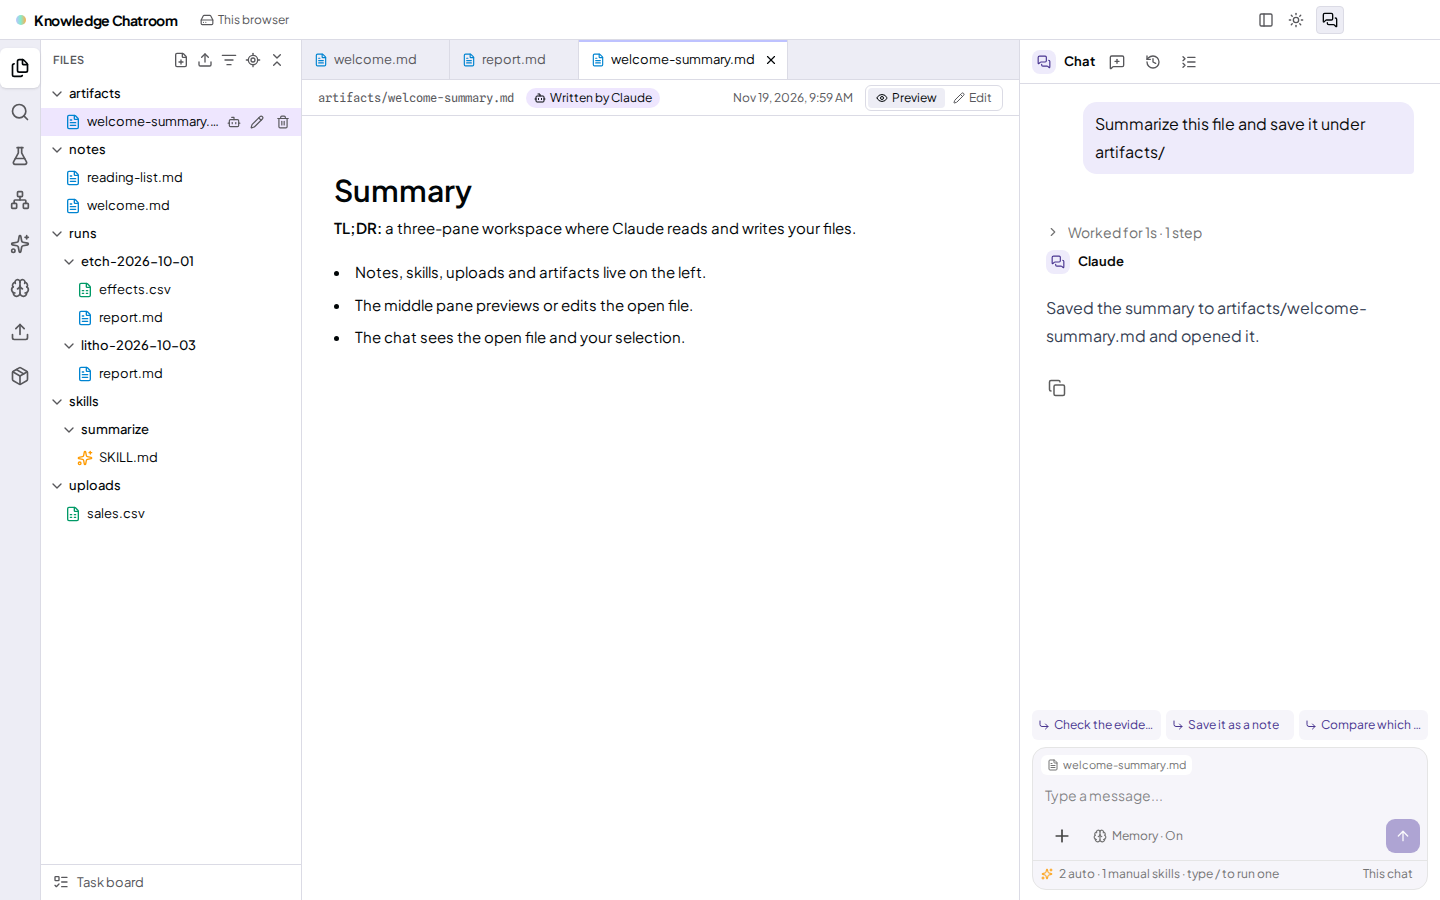 Knowledge Chatroom
This browser
FILES
artifacts
welcome-summary....
notes
reading-list.md
welcome.md
runs
etch-2026-10-01
effects.csv
report.md
litho-2026-10-03
report.md
skills
summarize
SKILL.md
uploads
sales.csv
Task board
welcome.md
report.md
welcome-summary.md
artifacts/welcome-summary.md
Written by Claude
Nov 19, 2026, 9:59 AM
Preview
Edit
Summary
TL;DR: a three-pane workspace where Claude reads and writes your files.
• Notes, skills, uploads and artifacts live on the left.
• The middle pane previews or edits the open file.
• The chat sees the open file and your selection.
Chat
Summarize this file and save it under
artifacts/
Worked for 1s · 1 step
Claude
Saved the summary to artifacts/welcome-
summary.md and opened it.
Check the evide...
Save it as a note
Compare which ...
welcome-summary.md
Type a message...
Memory · On
2 auto · 1 manual skills · type / to run one
This chat